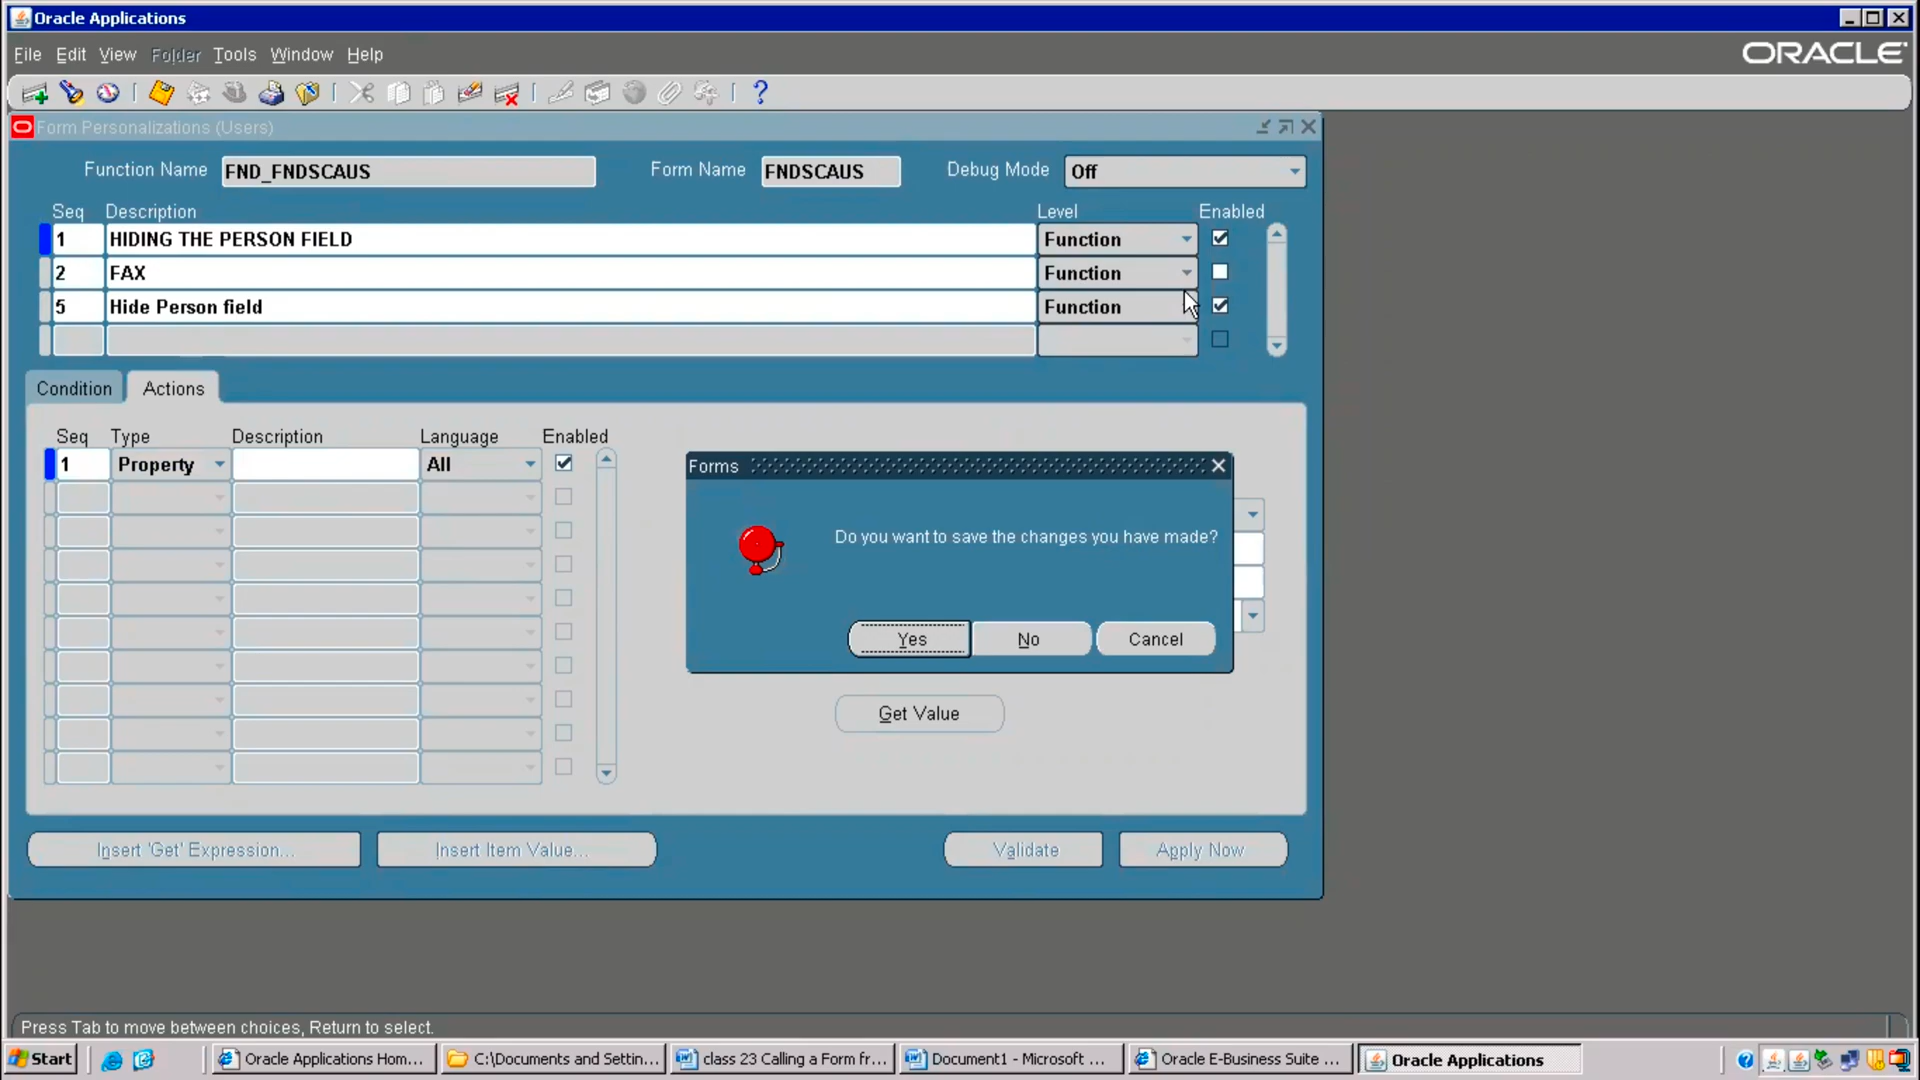 Oracle Applications
File Edit View Folder Tools Window Help
ORACLE
Form Personalizations (Users)
Function Name FND_FNDSCAUS Form Name FNDSCAUS Debug Mode Off
Seq Description Level Enabled
1 HIDING THE PERSON FIELD Function
2 FAX Function
5 Hide Person field Function
Condition Actions
Seq Type Description Language Enabled
1 Property All
Forms
Do you want to save the changes you have made?
Yes No Cancel
Get Value
Insert 'Get' Expression... Insert Item Value... Validate Apply Now
Press Tab to move between choices, Return to select.
Start Oracle Applications Hom... C:\Documents and Settin... class 23 Calling a Form fr... Document1 - Microsoft ... Oracle E-Business Suite ... Oracle Applications